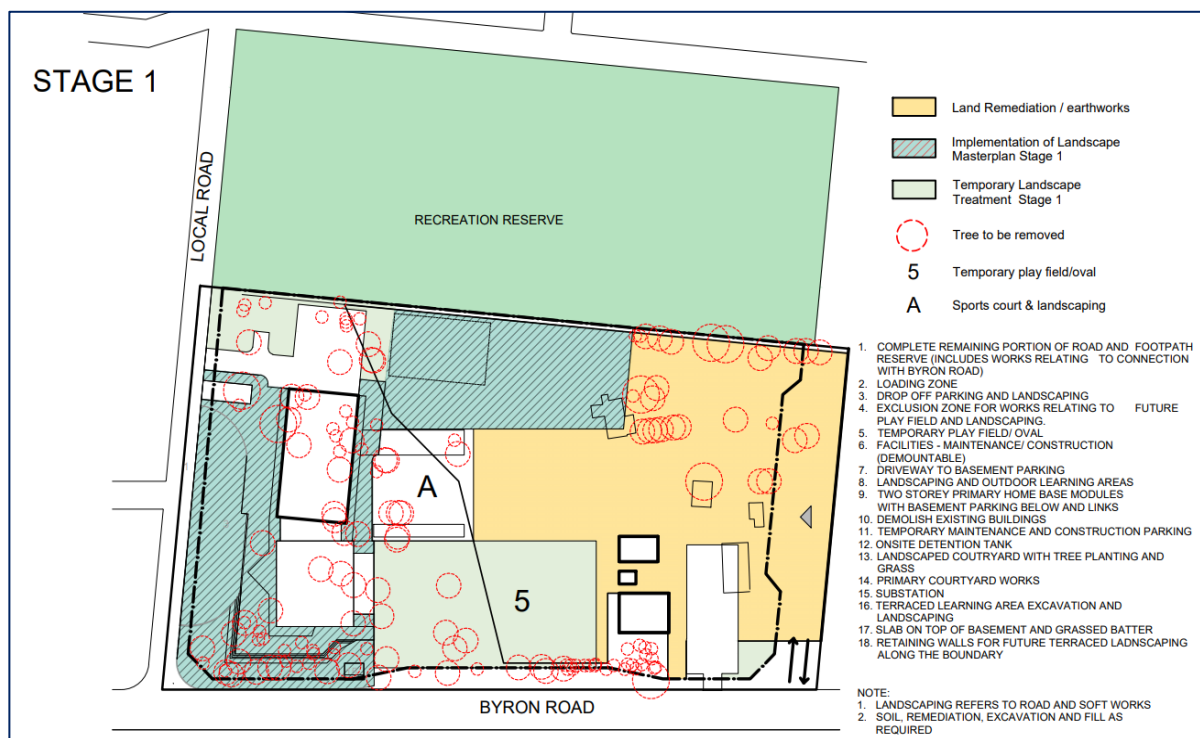 STAGE 1
LOCAL ROAD
RECREATION RESERVE
A
5
BYRON ROAD
Land Remediation / earthworks
Implementation of Landscape
Masterplan Stage 1
Temporary Landscape
Treatment Stage 1
Tree to be removed
5 Temporary play field/oval
A Sports court & landscaping
1. COMPLETE REMAINING PORTION OF ROAD AND FOOTPATH
RESERVE (INCLUDES WORKS RELATING TO CONNECTION
WITH BYRON ROAD)
2. LOADING ZONE
3. DROP OFF PARKING AND LANDSCAPING
4. EXCLUSION ZONE FOR WORKS RELATING TO FUTURE
PLAY FIELD AND LANDSCAPING.
5. TEMPORARY PLAY FIELD/ OVAL
6. FACILITIES - MAINTENANCE/ CONSTRUCTION
(DEMOUNTABLE)
7. DRIVEWAY TO BASEMENT PARKING
8. LANDSCAPING AND OUTDOOR LEARNING AREAS
9. TWO STOREY PRIMARY HOME BASE MODULES
WITH BASEMENT PARKING BELOW AND LINKS
10. DEMOLISH EXISTING BUILDINGS
11. TEMPORARY MAINTENANCE AND CONSTRUCTION PARKING
12. ONSITE DETENTION TANK
13. LANDSCAPED COUTRYARD WITH TREE PLANTING AND
GRASS
14. PRIMARY COURTYARD WORKS
15. SUBSTATION
16. TERRACED LEARNING AREA EXCAVATION AND
LANDSCAPING
17. SLAB ON TOP OF BASEMENT AND GRASSED BATTER
18. RETAINING WALLS FOR FUTURE TERRACED LADNSCAPING
ALONG THE BOUNDARY
NOTE:
1. LANDSCAPING REFERS TO ROAD AND SOFT WORKS
2. SOIL, REMEDIATION, EXCAVATION AND FILL AS
REQUIRED